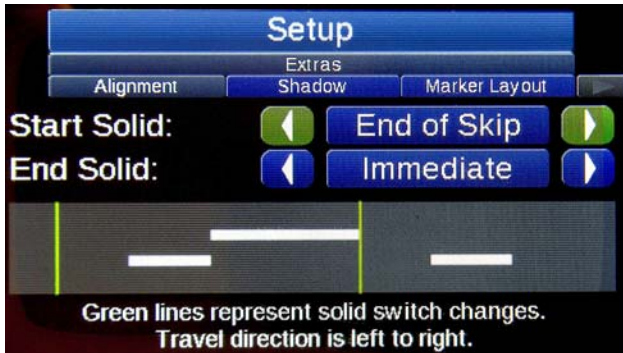 Setup
Extras
Alignment Shadow Marker Layout
Start Solid: End of Skip
End Solid: Immediate
Green lines represent solid switch changes.
Travel direction is left to right.